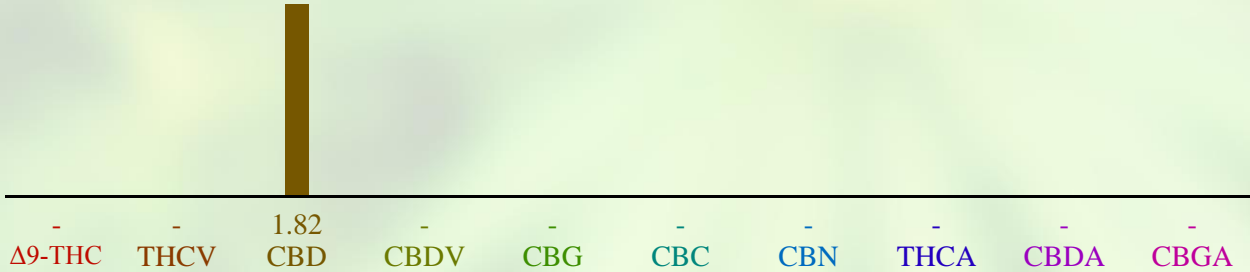 - - 1.82 - - - - - - -
Δ9-THC THCV CBD CBDV CBG CBC CBN THCA CBDA CBGA